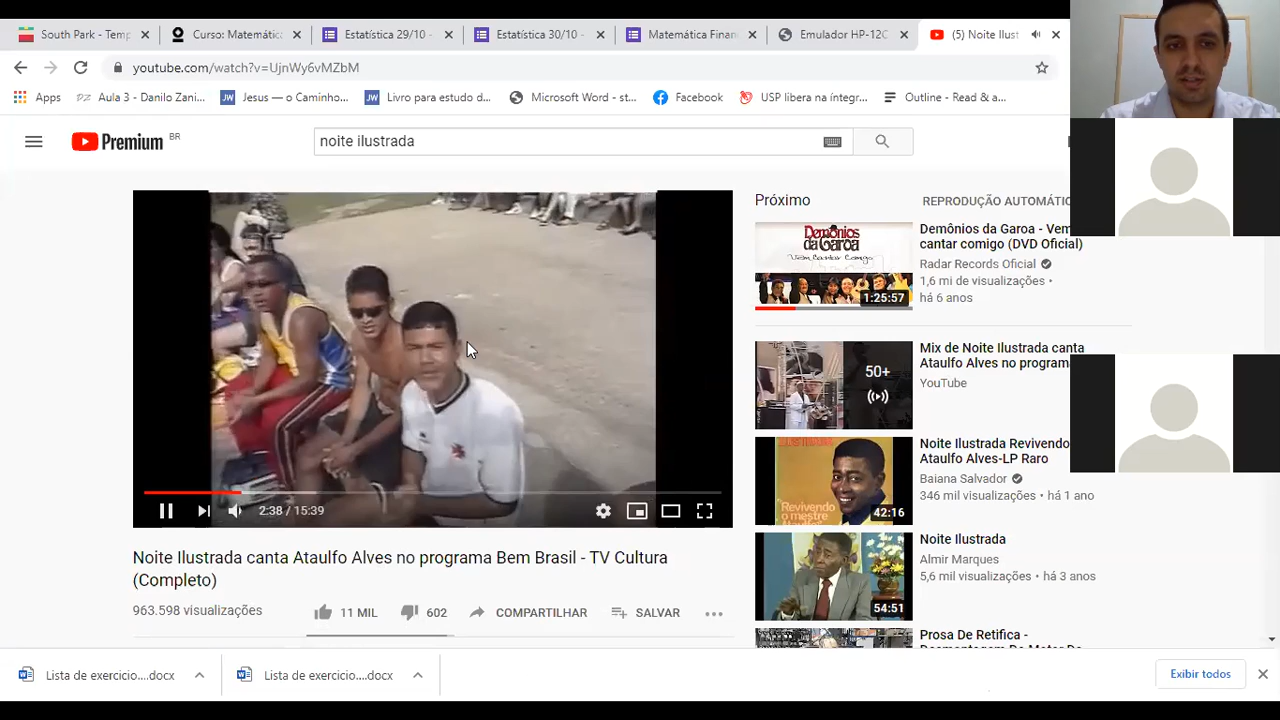 South Park - Temp
Curso: Matemátic
Estatística 29/10 -
Estatística 30/10 -
Matemática Finan
Emulador HP-12C
(5) Noite Ilust
youtube.com/watch?v=UjnWy6vMZbM
Apps
Aula 3 - Danilo Zani...
Jesus — o Caminho...
Livro para estudo d...
Microsoft Word - st...
Facebook
USP libera na íntegr...
Outline - Read & a...
Premium BR
noite ilustrada
Próximo
REPRODUÇÃO AUTOMÁTIC
Demônios da Garoa
Vem Cantar Comigo
1:25:57
Demônios da Garoa - Vem
cantar comigo (DVD Oficial)
Radar Records Oficial
1,6 mi de visualizações •
há 6 anos
50+
Mix de Noite Ilustrada canta
Ataulfo Alves no programa
YouTube
"Revivendo
o mestre
42:16
Noite Ilustrada Revivendo
Ataulfo Alves-LP Raro
Baiana Salvador
346 mil visualizações • há 1 ano
54:51
Noite Ilustrada
Almir Marques
5,6 mil visualizações • há 3 anos
Prosa De Retifica -
2:38 / 15:39
Noite Ilustrada canta Ataulfo Alves no programa Bem Brasil - TV Cultura
(Completo)
963.598 visualizações
11 MIL
602
COMPARTILHAR
SALVAR
Lista de exercicio....docx
Lista de exercicio....docx
Exibir todos